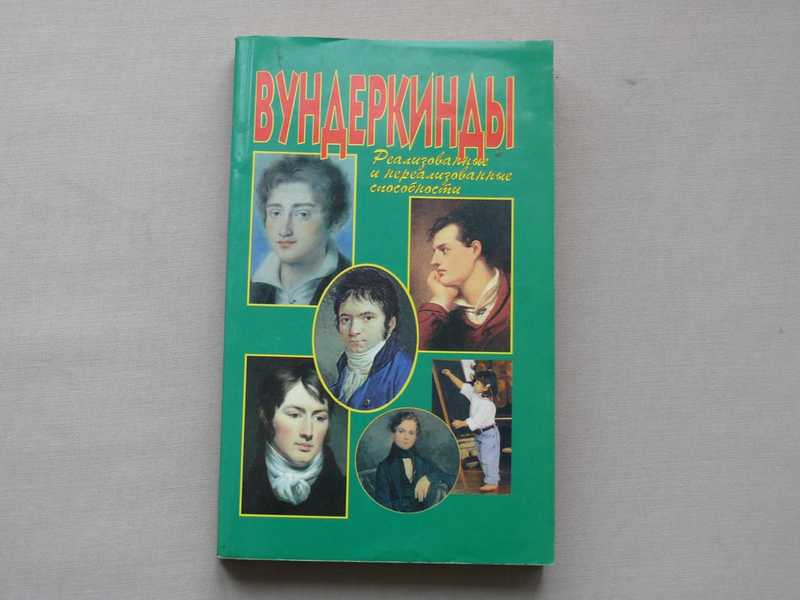 ВУНДЕРКИНДЫ
Реализованные
и нереализованные
способности